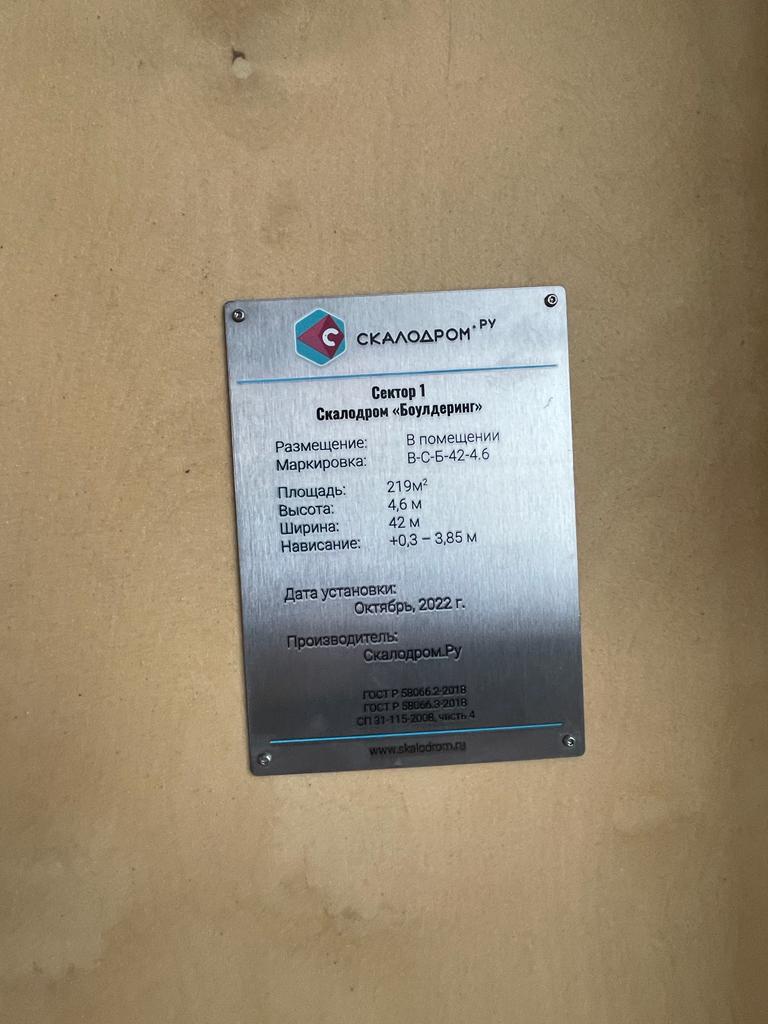 С СКАЛОДРОМ•РУ
Сектор 1
Скалодром «Боулдеринг»
Размещение: В помещении
Маркировка: В-С-Б-42-4.6
Площадь: 219м²
Высота: 4,6 м
Ширина: 42 м
Нависание: +0,3 – 3,85 м
Дата установки:
Октябрь, 2022 г.
Производитель:
Скалодром.Ру
ГОСТ Р 58066.2-2018
ГОСТ Р 58066.3-2018
СП 31-115-2008, часть 4
www.skalodrom.ru